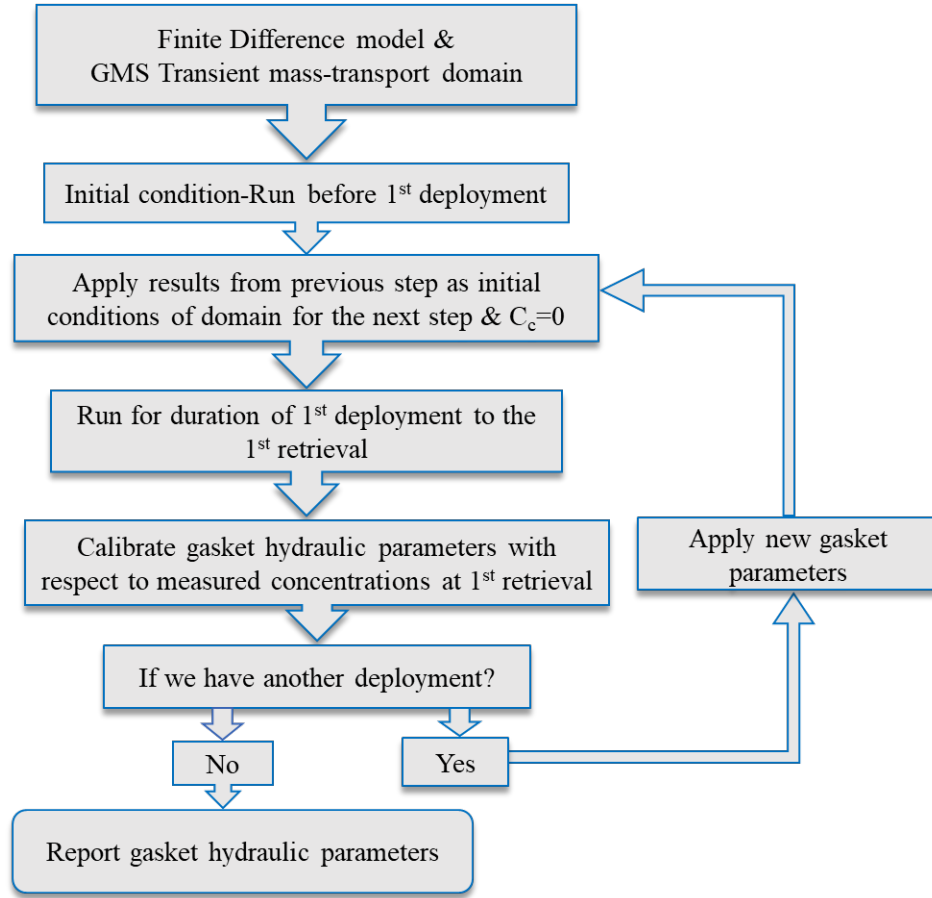 Finite Difference model &
GMS Transient mass-transport domain
Initial condition-Run before 1st deployment
Apply results from previous step as initial
conditions of domain for the next step & Cc=0
Run for duration of 1st deployment to the
1st retrieval
Calibrate gasket hydraulic parameters with
respect to measured concentrations at 1st retrieval
Apply new gasket
parameters
If we have another deployment?
No
Yes
Report gasket hydraulic parameters